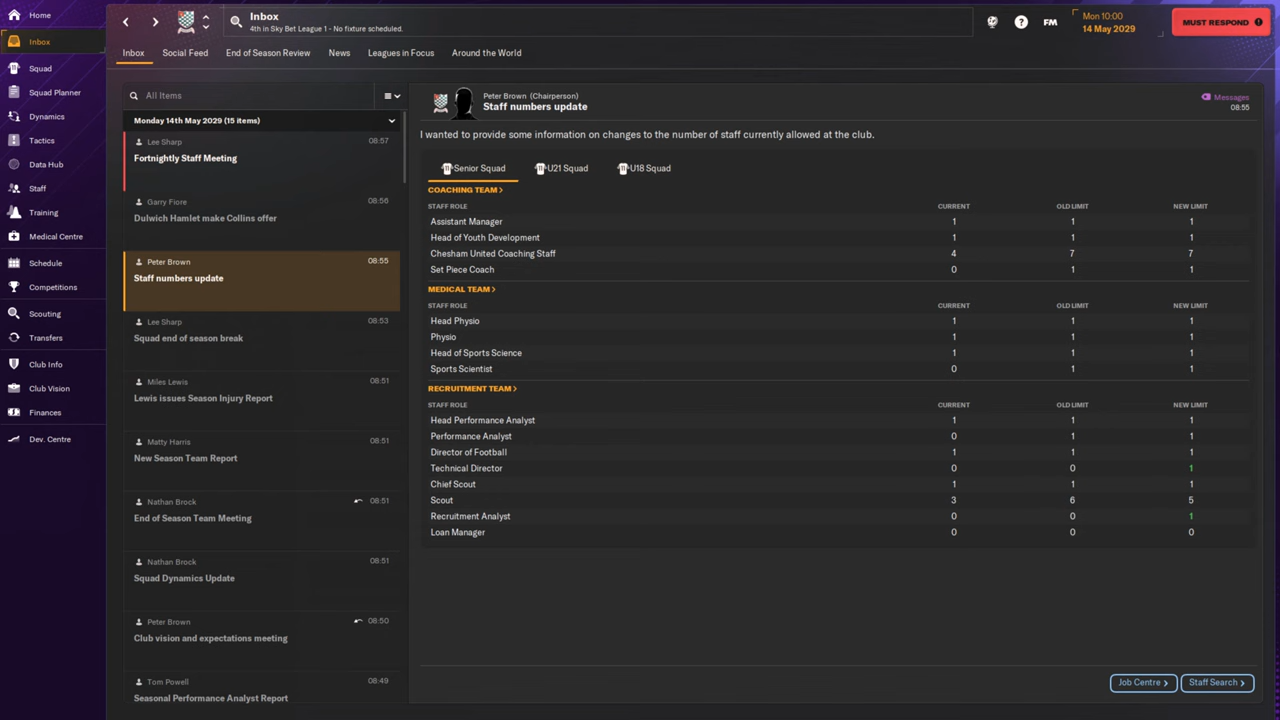 Home
Inbox
Squad
Squad Planner
Dynamics
Tactics
Data Hub
Staff
Training
Medical Centre
Schedule
Competitions
Scouting
Transfers
Club Info
Club Vision
Finances
Dev. Centre
Inbox
4th in Sky Bet League 1 - No fixture scheduled.
FM
Mon 10:00
14 May 2029
MUST RESPOND
Inbox Social Feed End of Season Review News Leagues in Focus Around the World
All Items
Monday 14th May 2029 (15 items)
Lee Sharp 08:57
Fortnightly Staff Meeting
Garry Fiore 08:56
Dulwich Hamlet make Collins offer
Peter Brown 08:55
Staff numbers update
Lee Sharp 08:53
Squad end of season break
Miles Lewis 08:51
Lewis issues Season Injury Report
Matty Harris 08:51
New Season Team Report
Nathan Brock 08:51
End of Season Team Meeting
Nathan Brock 08:51
Squad Dynamics Update
Peter Brown 08:50
Club vision and expectations meeting
Tom Powell 08:49
Seasonal Performance Analyst Report
Peter Brown (Chairperson)
Staff numbers update
Messages
08:55
I wanted to provide some information on changes to the number of staff currently allowed at the club.
Senior Squad U21 Squad U18 Squad
COACHING TEAM >
STAFF ROLE CURRENT OLD LIMIT NEW LIMIT
Assistant Manager 1 1 1
Head of Youth Development 1 1 1
Chesham United Coaching Staff 4 7 7
Set Piece Coach 0 1 1
MEDICAL TEAM >
STAFF ROLE CURRENT OLD LIMIT NEW LIMIT
Head Physio 1 1 1
Physio 1 1 1
Head of Sports Science 1 1 1
Sports Scientist 0 1 1
RECRUITMENT TEAM >
STAFF ROLE CURRENT OLD LIMIT NEW LIMIT
Head Performance Analyst 1 1 1
Performance Analyst 0 1 1
Director of Football 1 1 1
Technical Director 0 0 1
Chief Scout 1 1 1
Scout 3 6 5
Recruitment Analyst 0 0 1
Loan Manager 0 0 0
Job Centre > Staff Search >